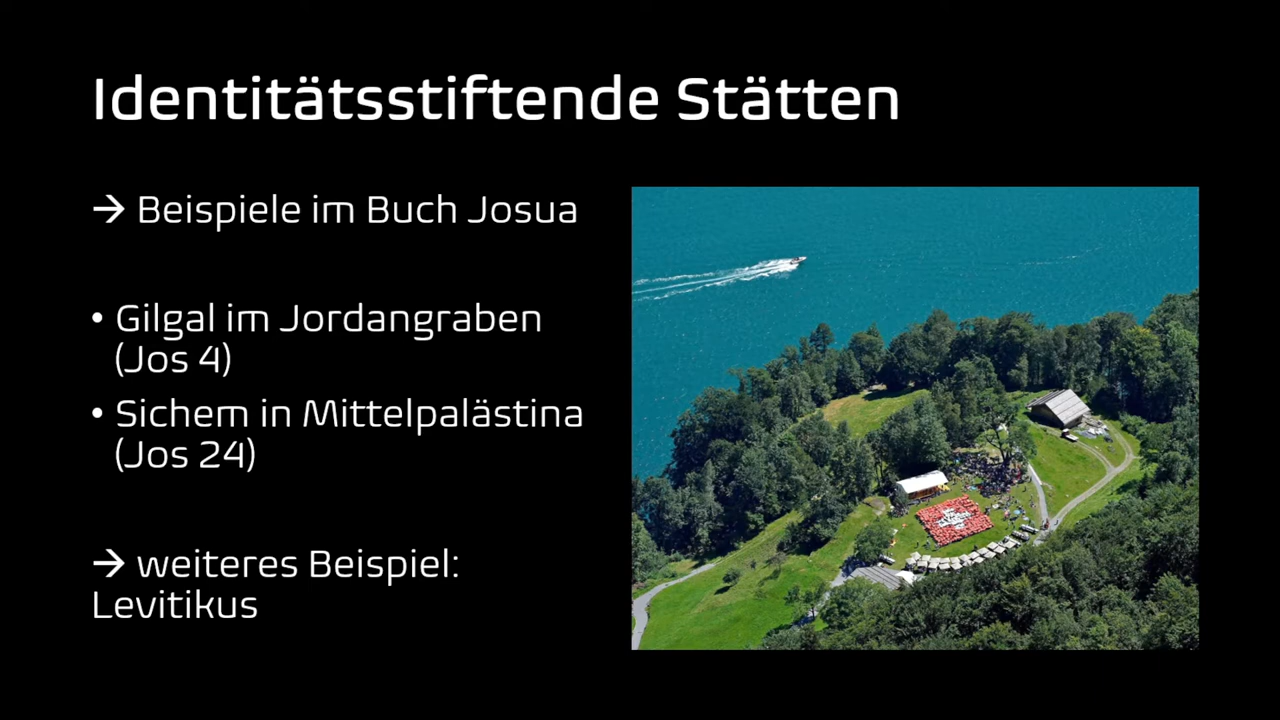 Identitätsstiftende Stätten
→ Beispiele im Buch Josua
• Gilgal im Jordangraben
(Jos 4)
• Sichem in Mittelpalästina
(Jos 24)
→ weiteres Beispiel:
Levitikus